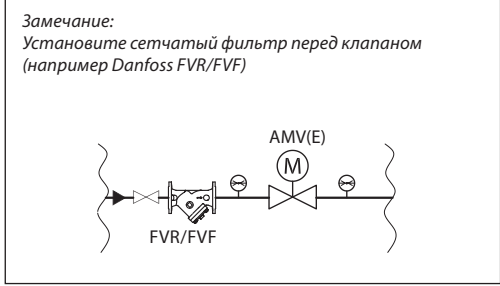 Замечание:
Установите сетчатый фильтр перед клапаном
(например Danfoss FVR/FVF)
AMV(E)
M
FVR/FVF